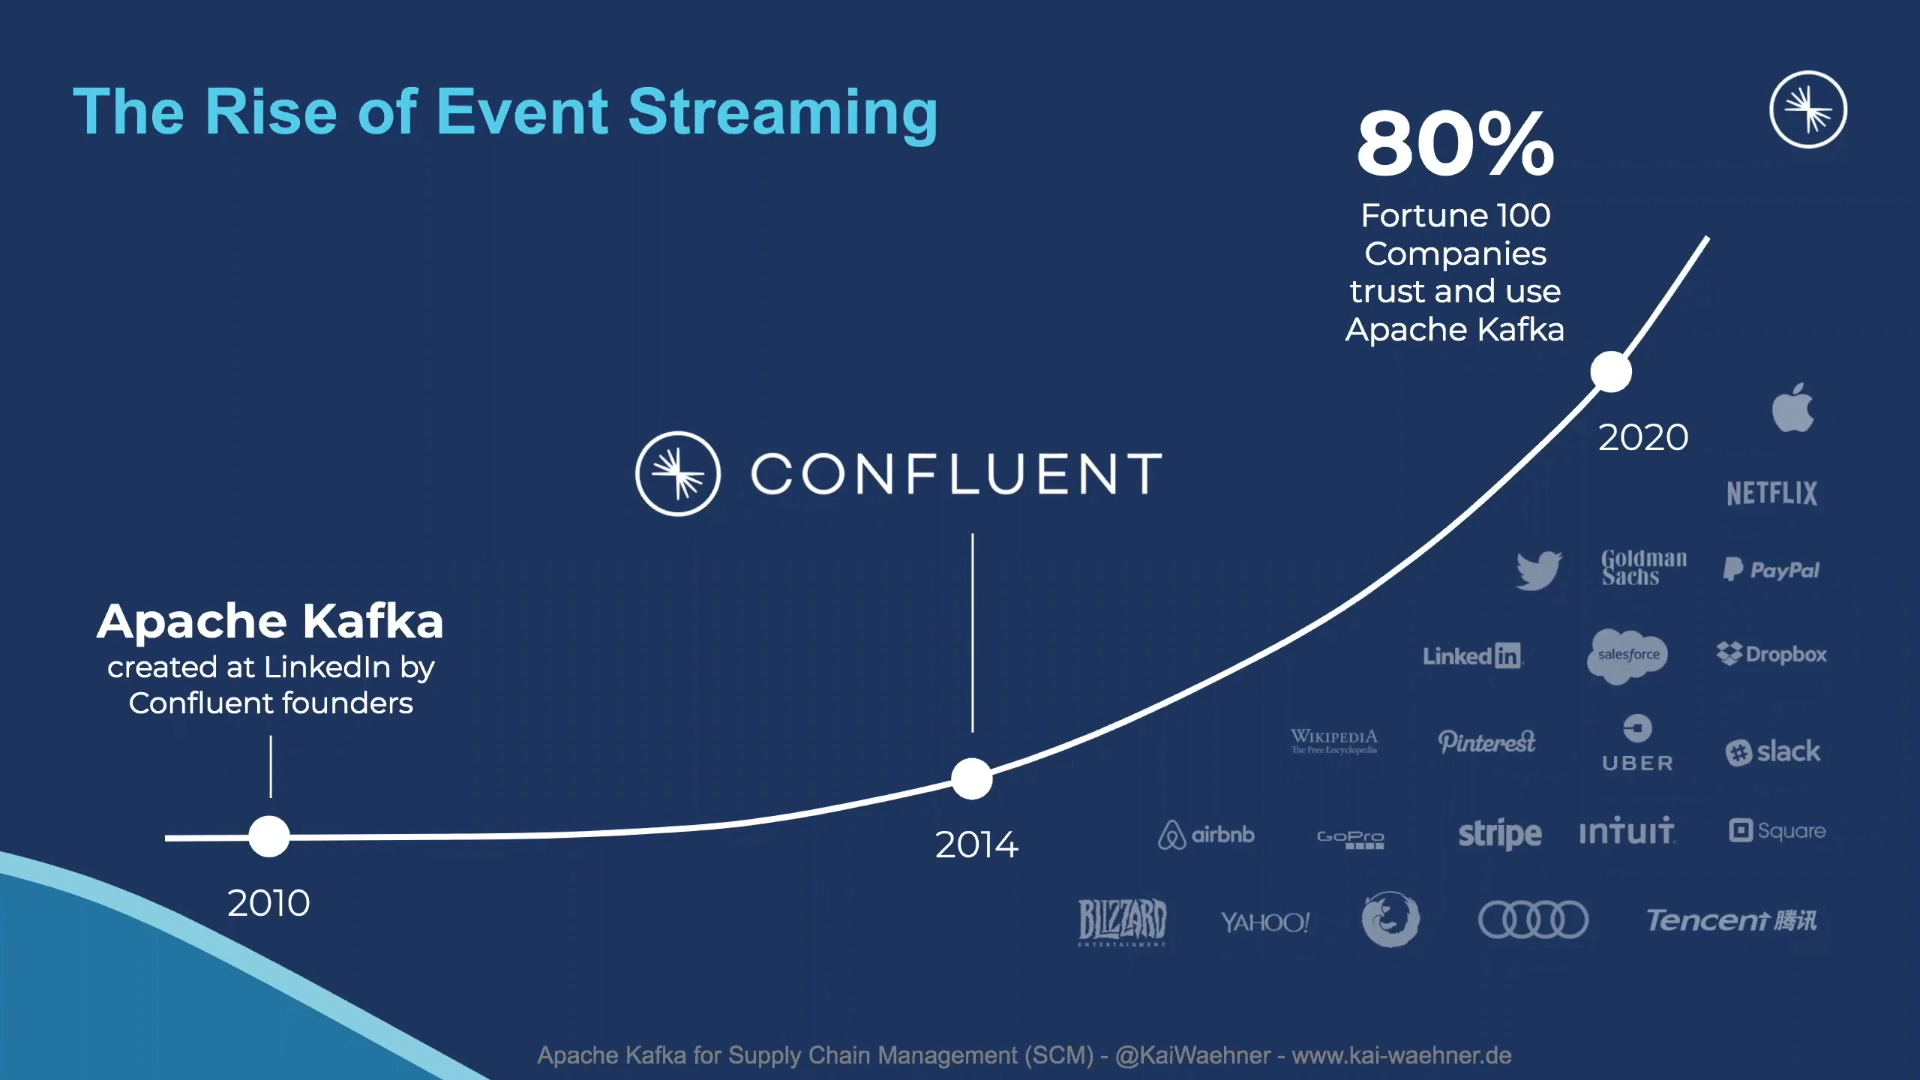 The Rise of Event Streaming
80%
Fortune 100
Companies
trust and use
Apache Kafka
2020
CONFLUENT
Apache Kafka
created at LinkedIn by
Confluent founders
2014
2010
NETFLIX
Goldman
Sachs
PayPal
Linked in
salesforce
Dropbox
WIKIPEDIA
The Free Encyclopedia
Pinterest
UBER
slack
airbnb
GoPro
stripe
intuit
Square
BLIZZARD
ENTERTAINMENT
YAHOO!
Tencent 腾讯
Apache Kafka for Supply Chain Management (SCM) - @KaiWaehner - www.kai-waehner.de